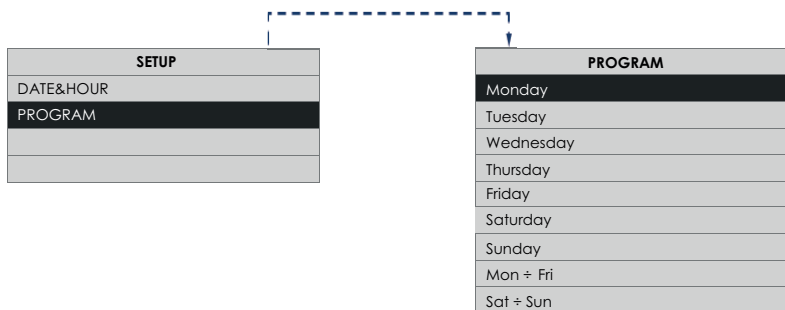 SETUP
DATE&HOUR
PROGRAM
PROGRAM
Monday
Tuesday
Wednesday
Thursday
Friday
Saturday
Sunday
Mon ÷ Fri
Sat ÷ Sun